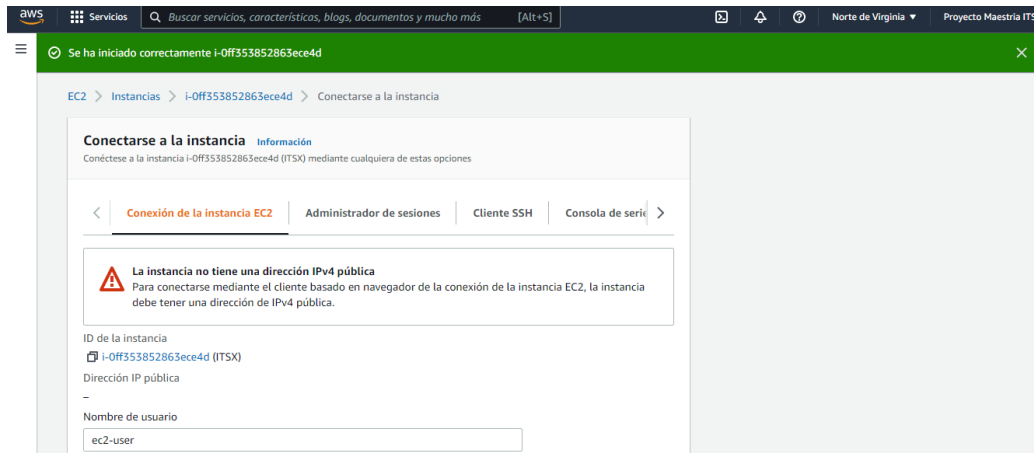 aws
Servicios
Buscar servicios, características, blogs, documentos y mucho más
[Alt+S]
Norte de Virginia ▼
Proyecto Maestria ITS
Se ha iniciado correctamente i-0ff353852863ece4d
EC2 > Instancias > i-0ff353852863ece4d > Conectarse a la instancia
Conectarse a la instancia Información
Conéctese a la instancia i-0ff353852863ece4d (ITSX) mediante cualquiera de estas opciones
Conexión de la instancia EC2
Administrador de sesiones
Cliente SSH
Consola de serie
La instancia no tiene una dirección IPv4 pública
Para conectarse mediante el cliente basado en navegador de la conexión de la instancia EC2, la instancia
debe tener una dirección de IPv4 pública.
ID de la instancia
i-0ff353852863ece4d (ITSX)
Dirección IP pública
–
Nombre de usuario
ec2-user